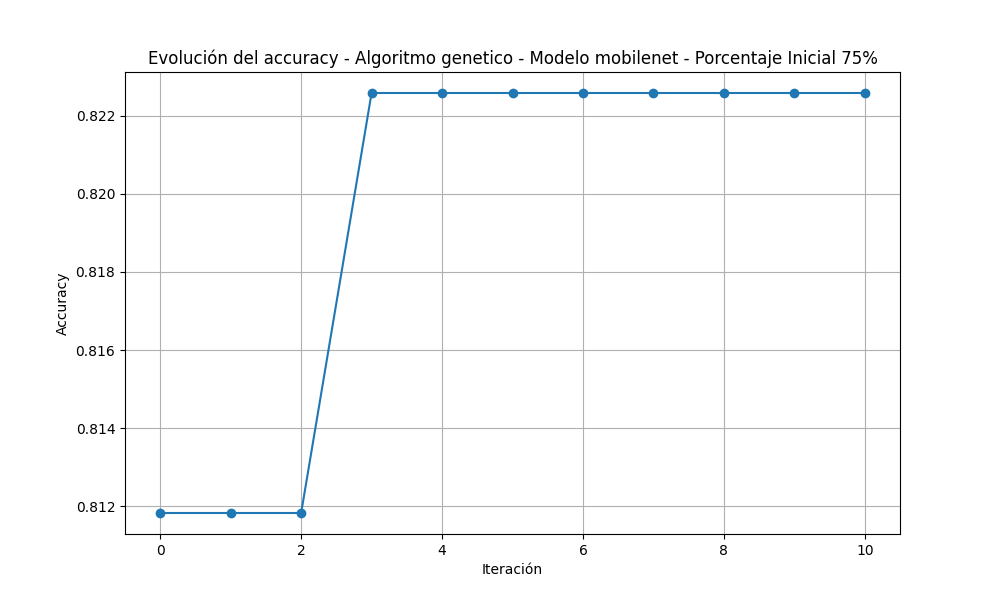 Evolución del accuracy - Algoritmo genetico - Modelo mobilenet - Porcentaje Inicial 75%
0.822
0.820
0.818
0.816
0.814
0.812
Accuracy
0 2 4 6 8 10
Iteración